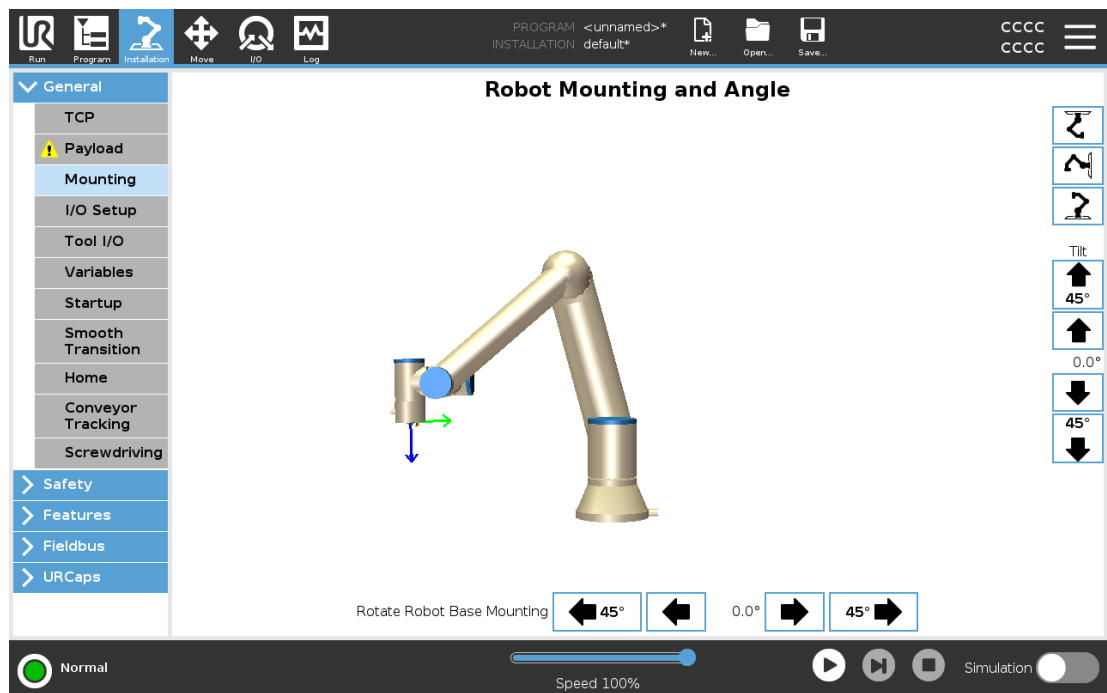 PROGRAM <unnamed>*
INSTALLATION default*
CCCC
CCCC
UR
Run
Program
Installation
Move
I/O
Log
New...
Open...
Save...
General
TCP
Payload
Mounting
I/O Setup
Tool I/O
Variables
Startup
Smooth
Transition
Home
Conveyor
Tracking
Screwdriving
Safety
Features
Fieldbus
URCaps
Robot Mounting and Angle
Tilt
45°
0.0°
45°
Rotate Robot Base Mounting
45°
0.0°
45°
Normal
Speed 100%
Simulation